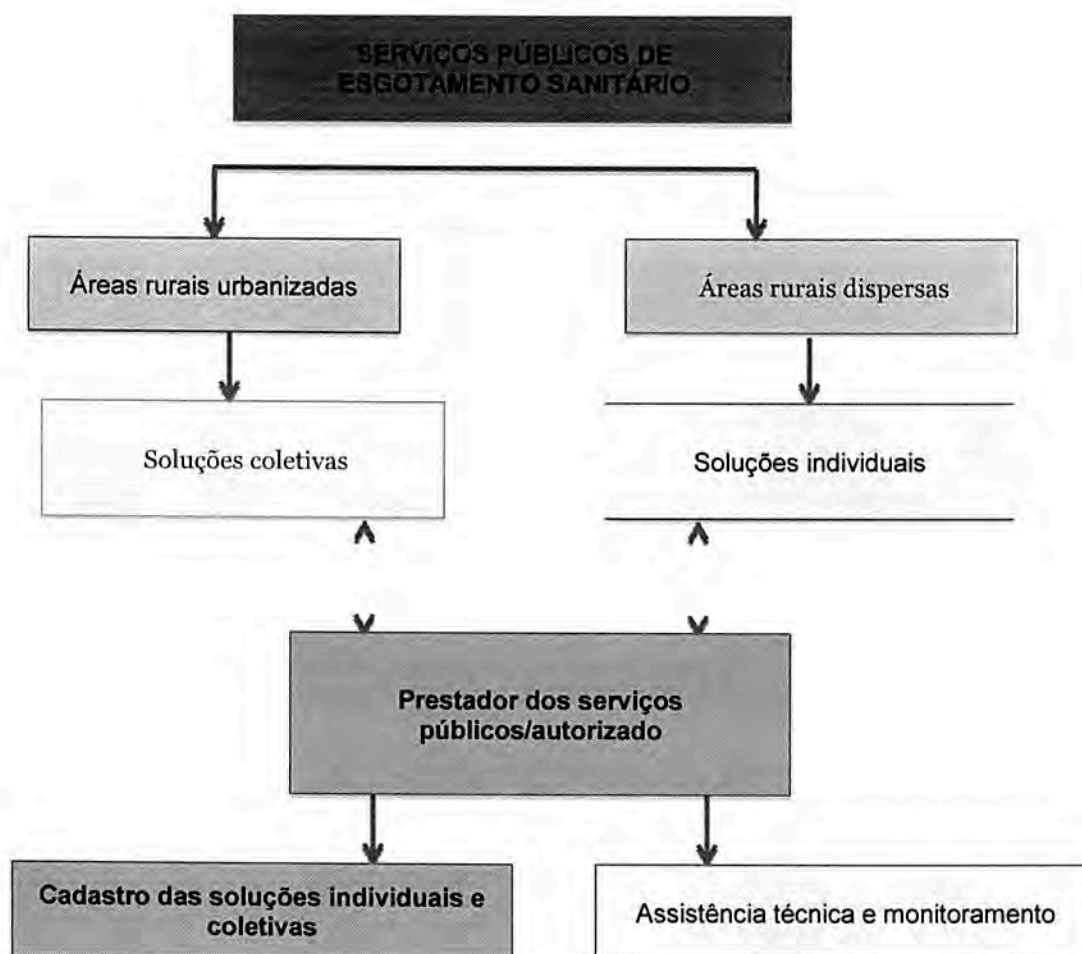 SERVIÇOS PÚBLICOS DE
ESGOTAMENTO SANITÁRIO
Áreas rurais urbanizadas
Áreas rurais dispersas
Soluções coletivas
Soluções individuais
Prestador dos serviços
públicos/autorizado
Cadastro das soluções individuais e
coletivas
Assistência técnica e monitoramento